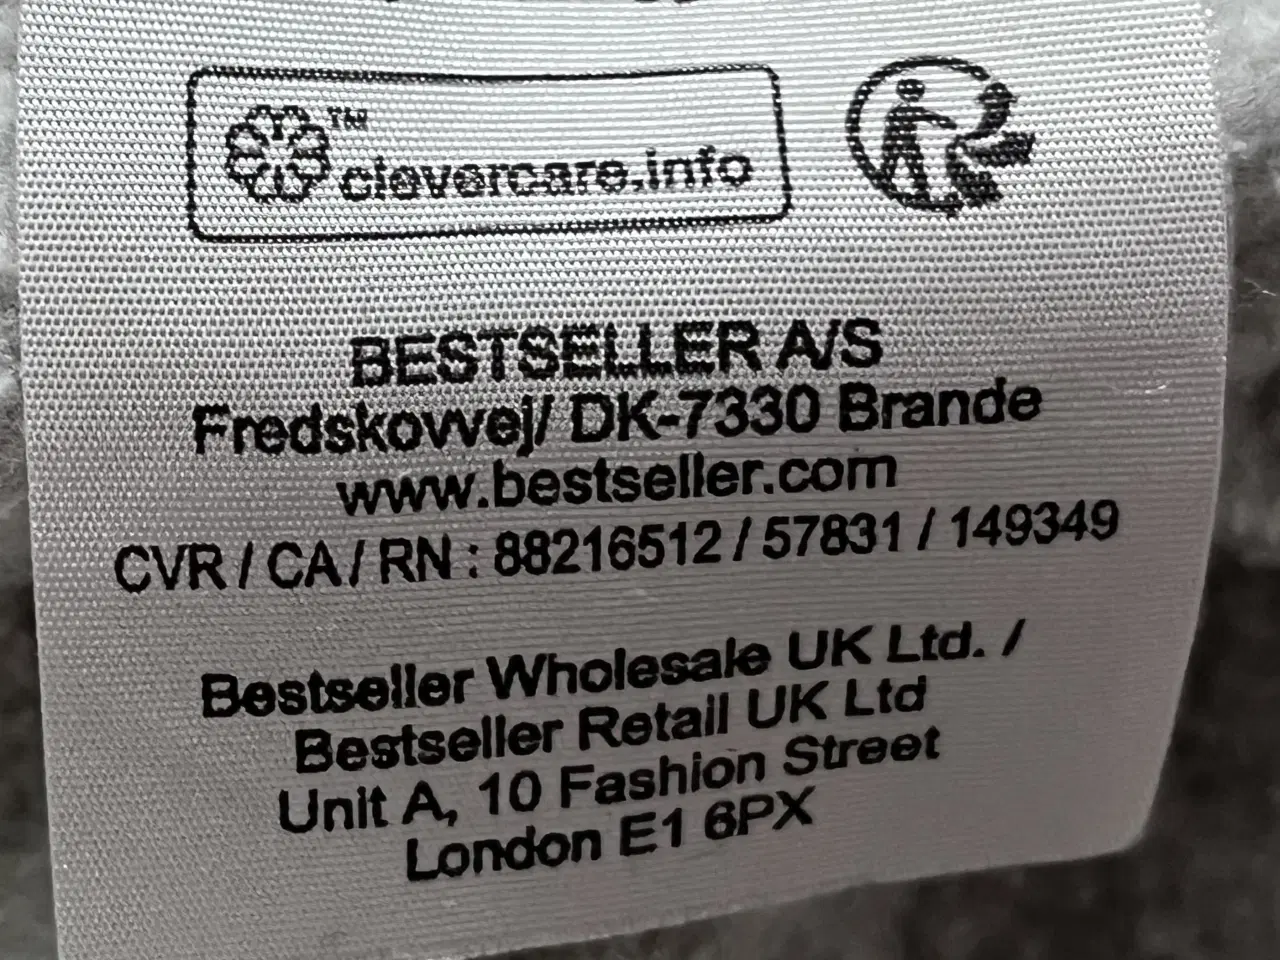 TM
clevercare.info
BESTSELLER A/S
Fredskovvej/ DK-7330 Brande
www.bestseller.com
CVR / CA / RN : 88216512 / 57831 / 149349
Bestseller Wholesale UK Ltd. /
Bestseller Retail UK Ltd
Unit A, 10 Fashion Street
London E1 6PX